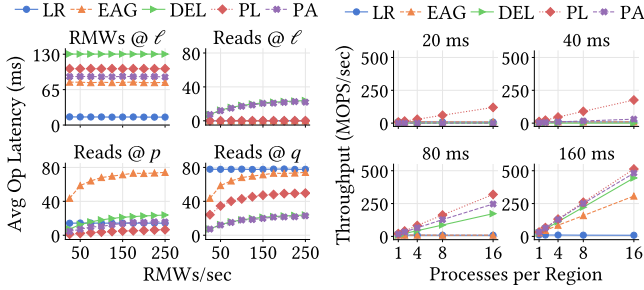 LR EAG DEL PL PA
RMWs @ ℓ
Reads @ ℓ
130
65
0
80
40
0
Reads @ p
Reads @ q
80
40
0
80
40
0
50 150 250
50 150 250
Avg Op Latency (ms)
RMWs/sec
LR EAG DEL PL PA
20 ms
40 ms
500
250
0
500
250
0
80 ms
160 ms
500
250
0
500
250
0
1 4 8 16
1 4 8 16
Throughput (MOPS/sec)
Processes per Region